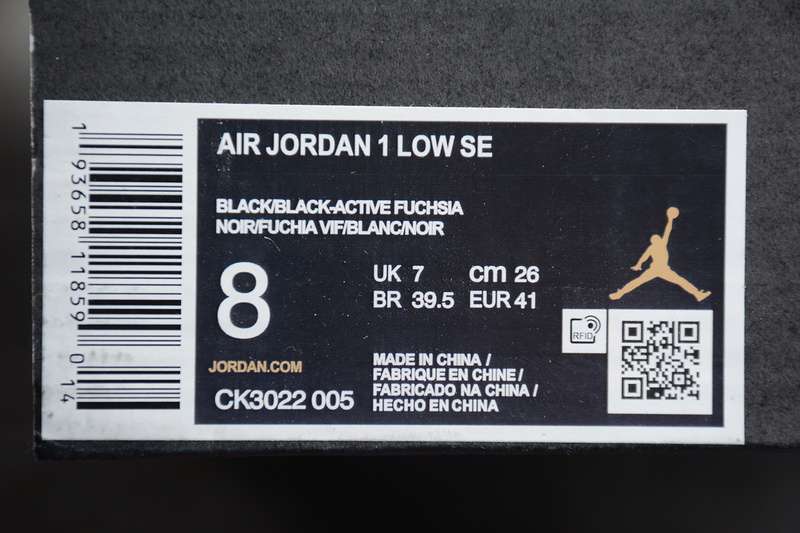 1 93658 11859 0 14
AIR JORDAN 1 LOW SE
BLACK/BLACK-ACTIVE FUCHSIA
NOIR/FUCHIA VIF/BLANC/NOIR
8
UK 7 cm 26
BR 39.5 EUR 41
RFID
JORDAN.COM
CK3022 005
MADE IN CHINA /
FABRIQUE EN CHINE /
FABRICADO NA CHINA /
HECHO EN CHINA